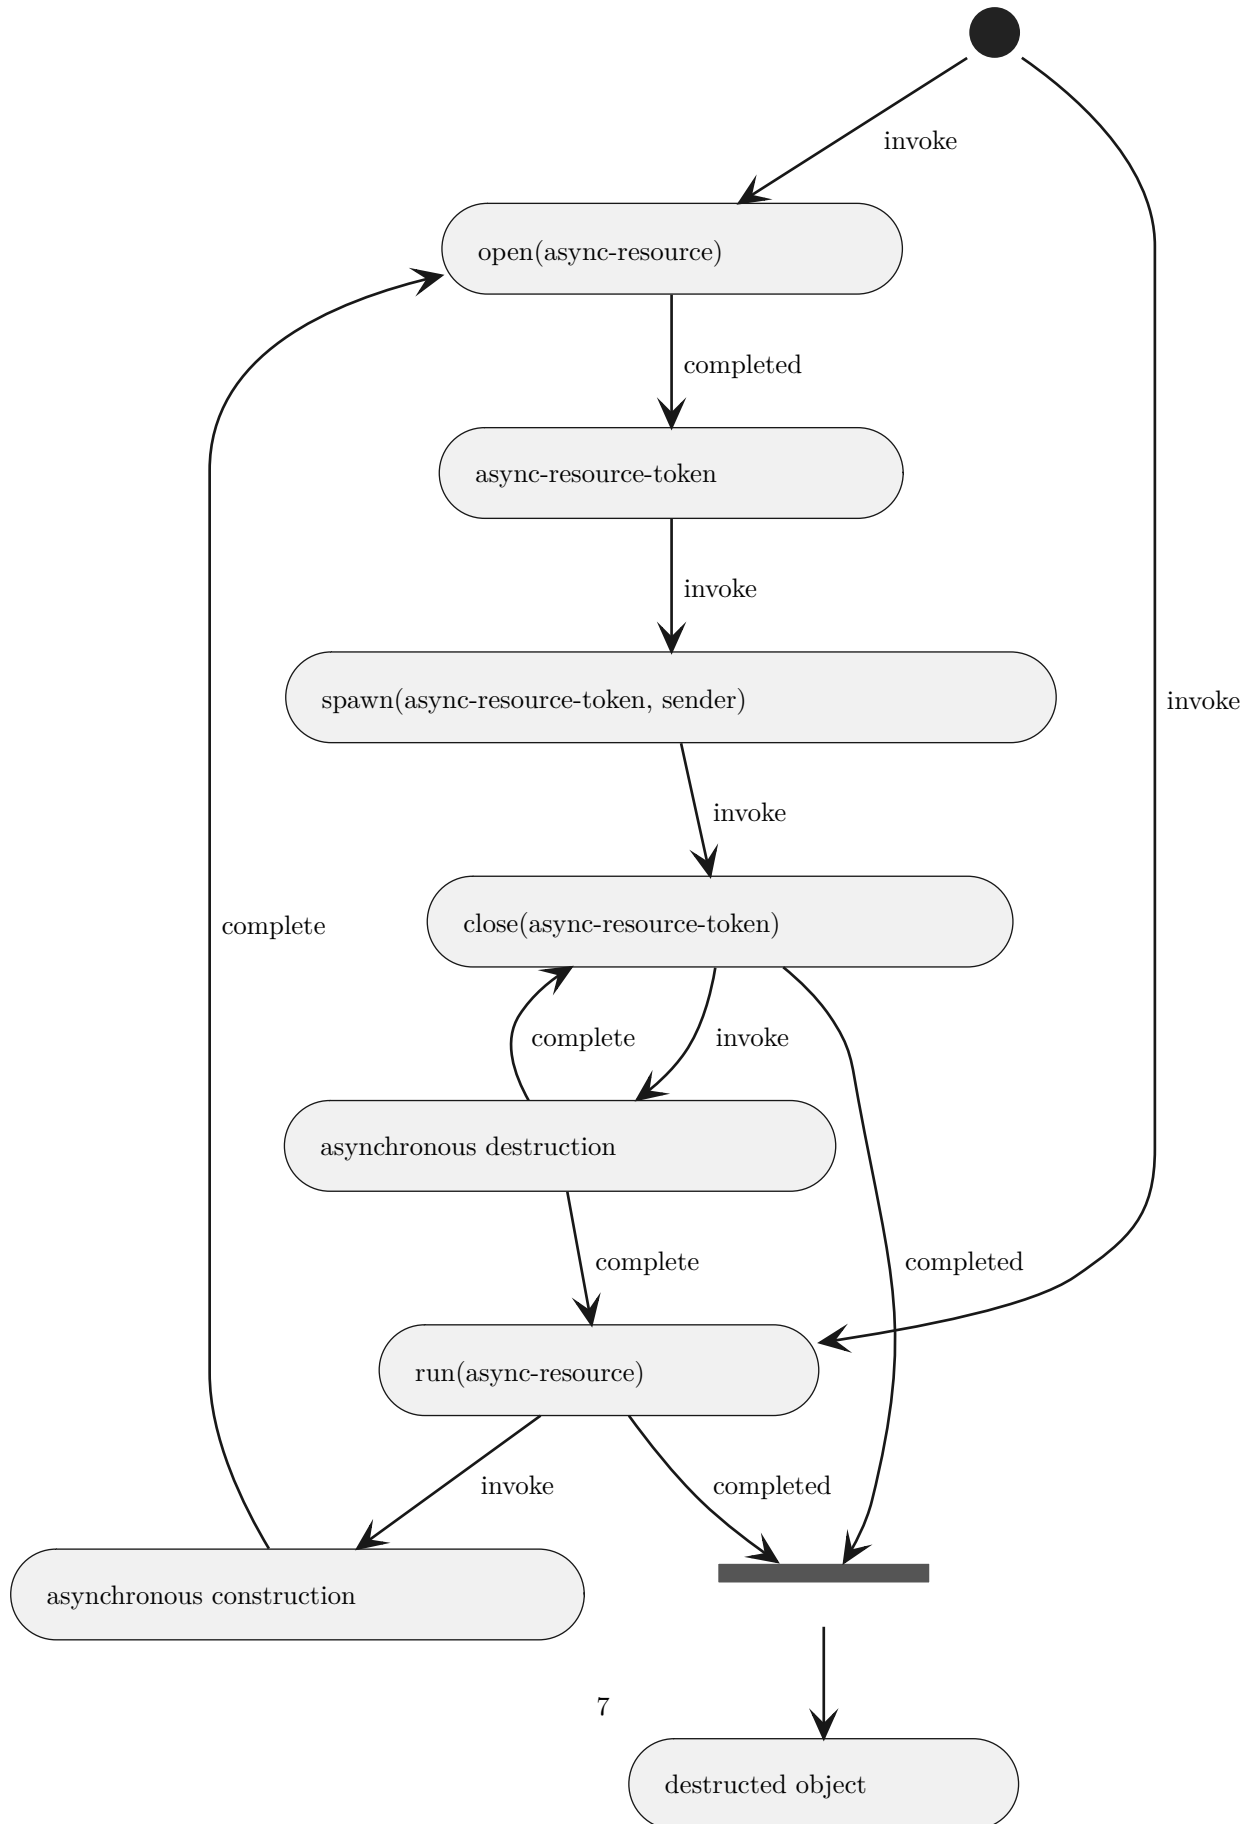 invoke
open(async-resource)
completed
async-resource-token
invoke
spawn(async-resource-token, sender)
invoke
invoke
close(async-resource-token)
complete
complete
invoke
asynchronous destruction
complete
completed
run(async-resource)
invoke
completed
asynchronous construction
7
destructed object